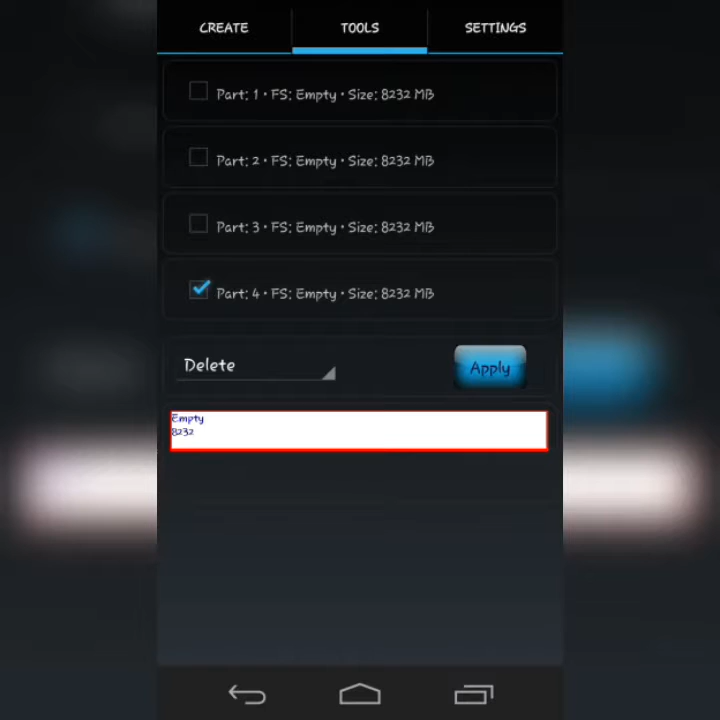 CREATE
TOOLS
SETTINGS
Part: 1 • FS: Empty • Size: 8232 MB
Part: 2 • FS: Empty • Size: 8232 MB
Part: 3 • FS: Empty • Size: 8232 MB
Part: 4 • FS: Empty • Size: 8232 MB
Delete
Apply
Empty
8232